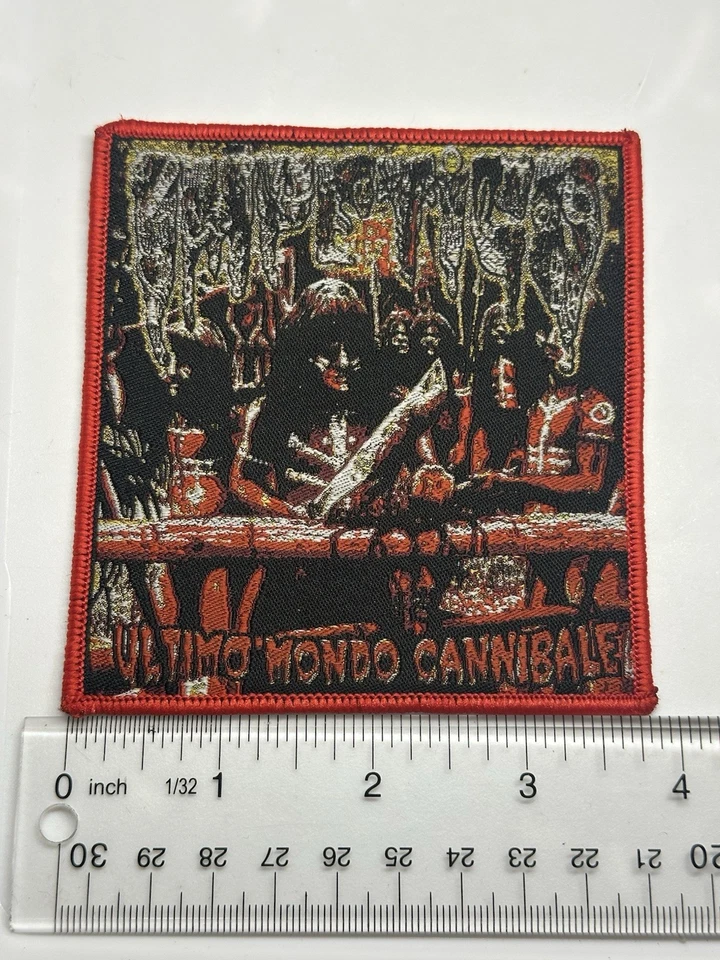 ULTIMO MONDO CANNIBALE
0 inch 1/32 1 2 3 4
30 29 28 27 26 25 24 23 22 21 20